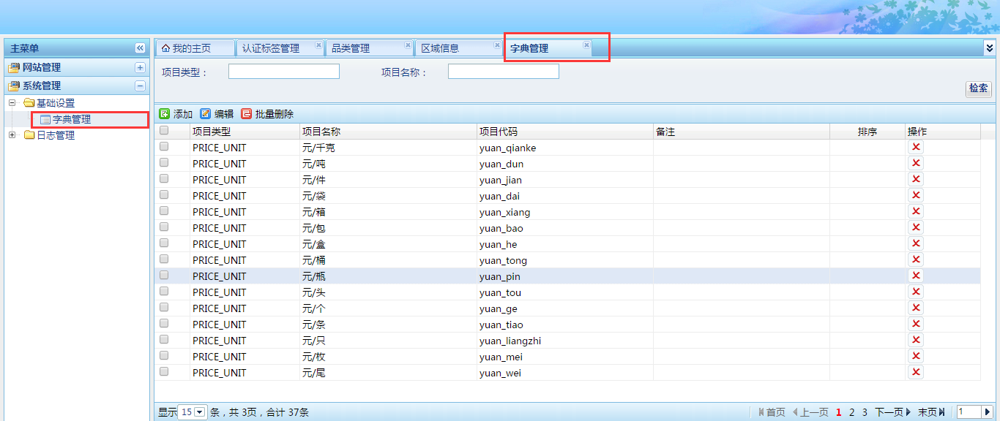 主菜单
网站管理
系统管理
基础设置
字典管理
日志管理
我的主页 认证标签管理 品类管理 区域信息 字典管理
项目类型： 项目名称：
检索
添加 编辑 批量删除
项目类型 项目名称 项目代码 备注 排序 操作
PRICE_UNIT 元/千克 yuan_qianke
PRICE_UNIT 元/吨 yuan_dun
PRICE_UNIT 元/件 yuan_jian
PRICE_UNIT 元/袋 yuan_dai
PRICE_UNIT 元/箱 yuan_xiang
PRICE_UNIT 元/包 yuan_bao
PRICE_UNIT 元/盒 yuan_he
PRICE_UNIT 元/桶 yuan_tong
PRICE_UNIT 元/瓶 yuan_pin
PRICE_UNIT 元/头 yuan_tou
PRICE_UNIT 元/个 yuan_ge
PRICE_UNIT 元/条 yuan_tiao
PRICE_UNIT 元/只 yuan_liangzhi
PRICE_UNIT 元/枚 yuan_mei
PRICE_UNIT 元/尾 yuan_wei
显示 15 条，共 3页，合计 37条 首页 上一页 1 2 3 下一页 末页 1